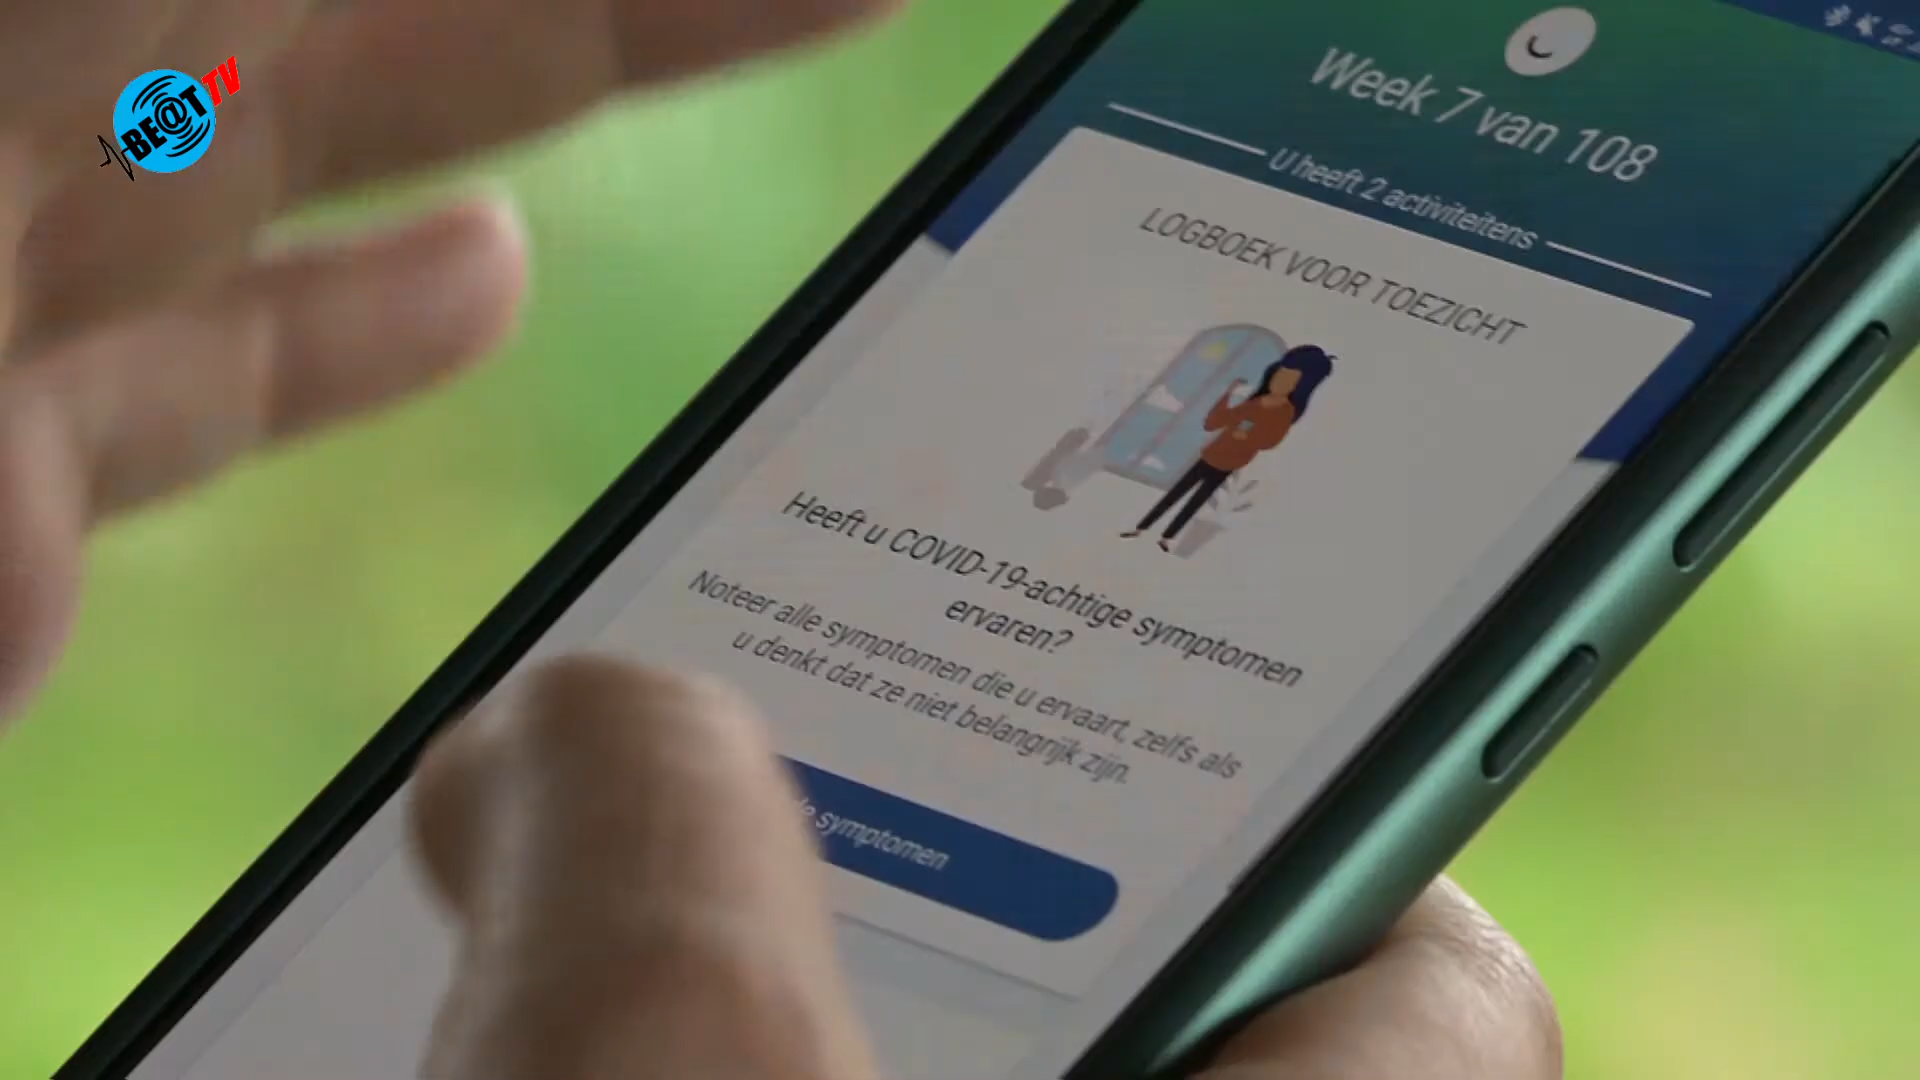 BE@T TV
Week 7 van 108
U heeft 2 activiteitens
LOGBOEK VOOR TOEZICHT
Heeft u COVID-19-achtige symptomen
ervaren?
Noteer alle symptomen die u ervaart, zelfs als
u denkt dat ze niet belangrijk zijn.
symptomen